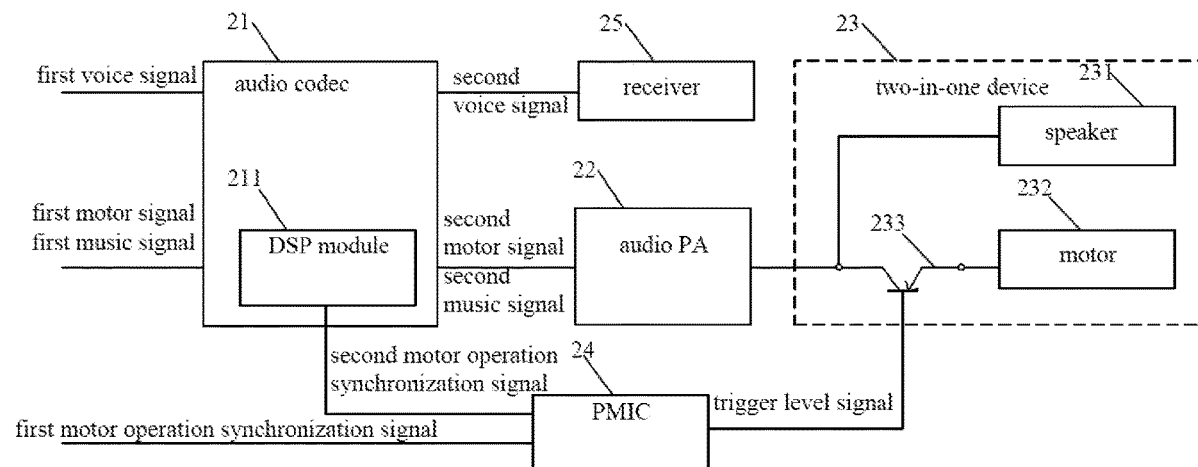 21
25
23
231
first voice signal
audio codec
second
voice signal
receiver
two-in-one device
speaker
211
22
232
first motor signal
first music signal
DSP module
second
motor signal
second
music signal
audio PA
233
motor
second motor operation
synchronization signal
24
PMIC
trigger level signal
first motor operation synchronization signal